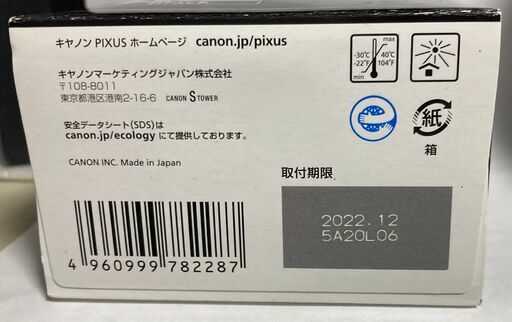 キヤノン PIXUS ホームページ canon.jp/pixus
キヤノンマーケティングジャパン株式会社
〒108-8011
東京都港区港南2-16-6 CANON S TOWER
安全データシート(SDS)は
canon.jp/ecology にて提供しております。
CANON INC. Made in Japan
max
-30℃ 40℃
-22°F 104°F
min
紙
箱
取付期限
2022.12
5A20L06
4 960999 782287